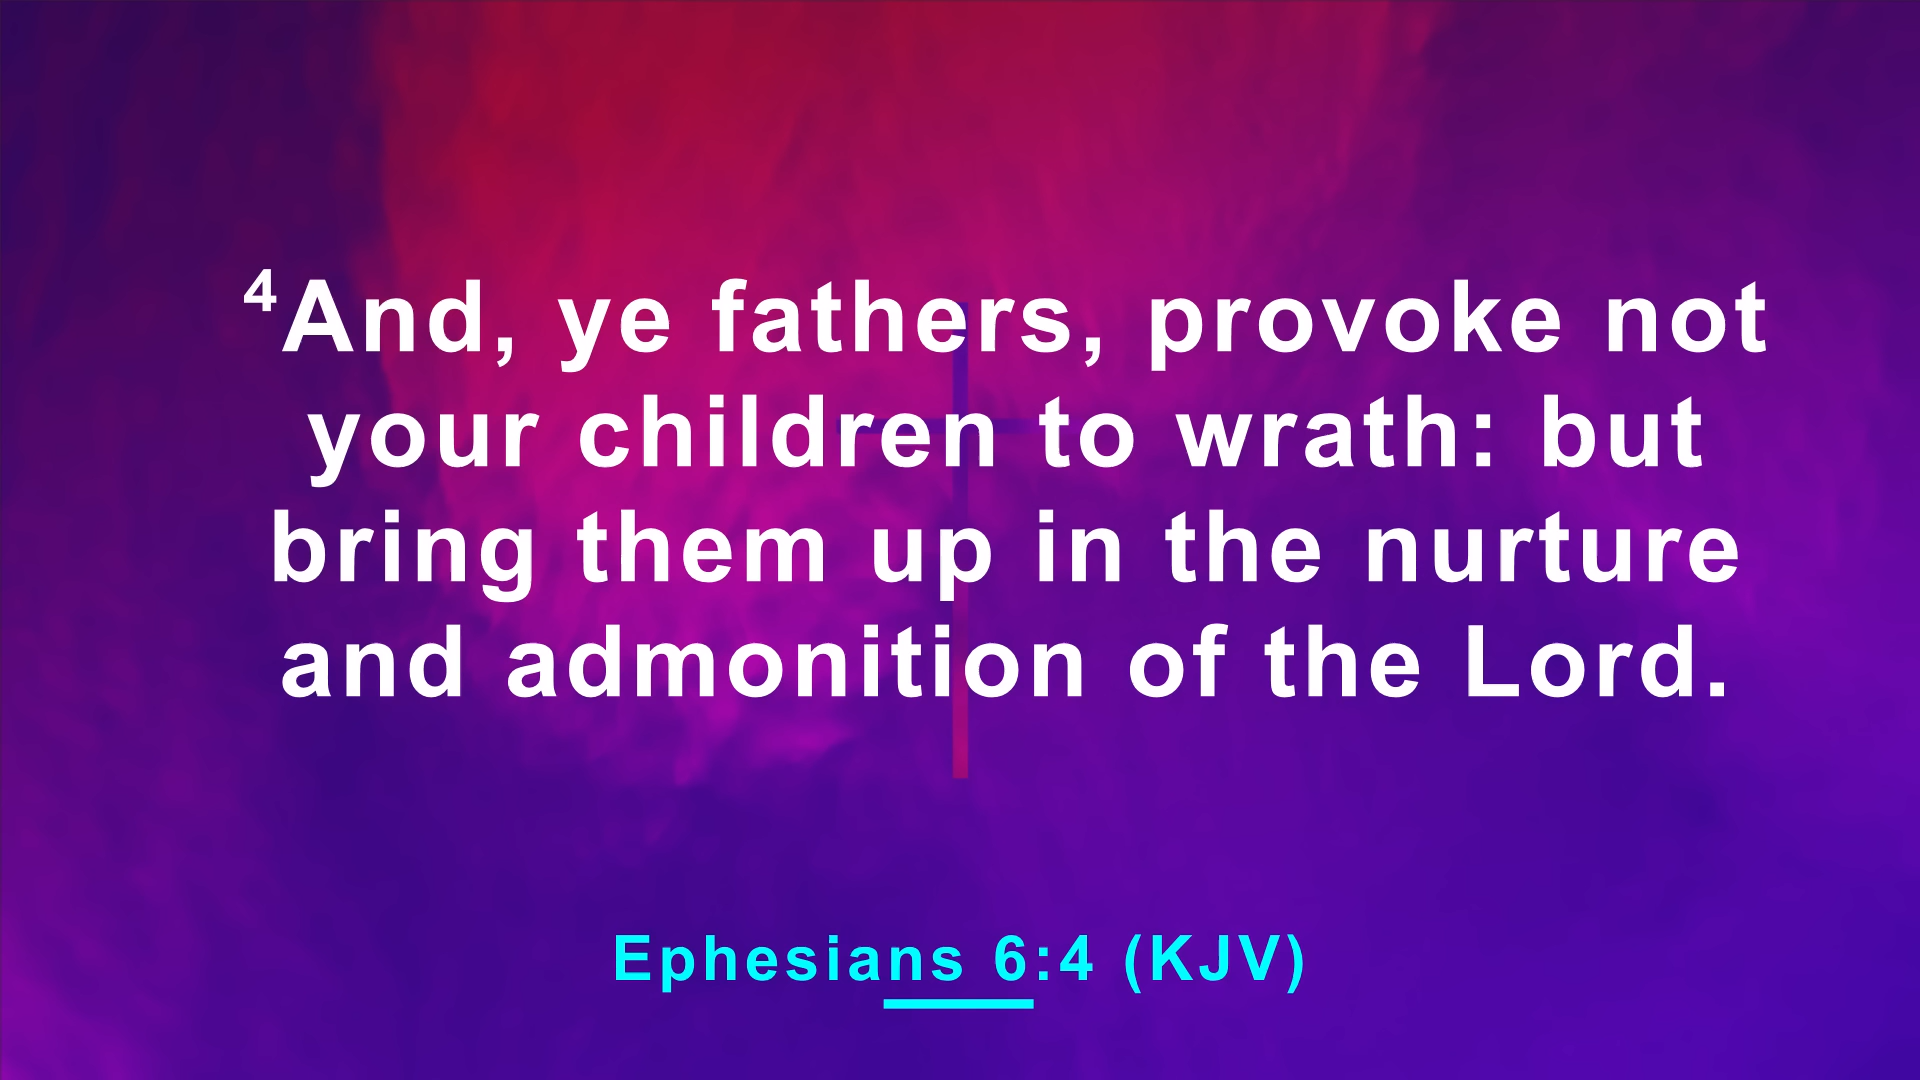 ⁴And, ye fathers, provoke not
your children to wrath: but
bring them up in the nurture
and admonition of the Lord.
Ephesians 6:4 (KJV)